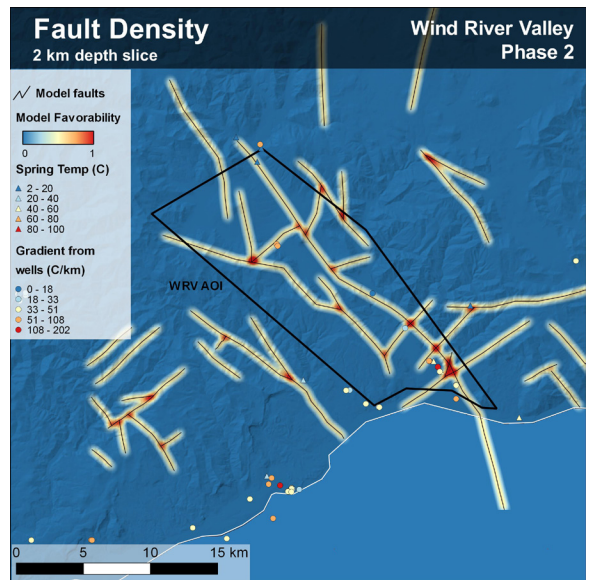 Fault Density
2 km depth slice
Wind River Valley
Phase 2
Model faults
Model Favorability
0 1
Spring Temp (C)
2 - 20
20 - 40
40 - 60
60 - 80
80 - 100
Gradient from
wells (C/km)
0 - 18
18 - 33
33 - 51
51 - 108
108 - 202
WRV AOI
0 5 10 15 km